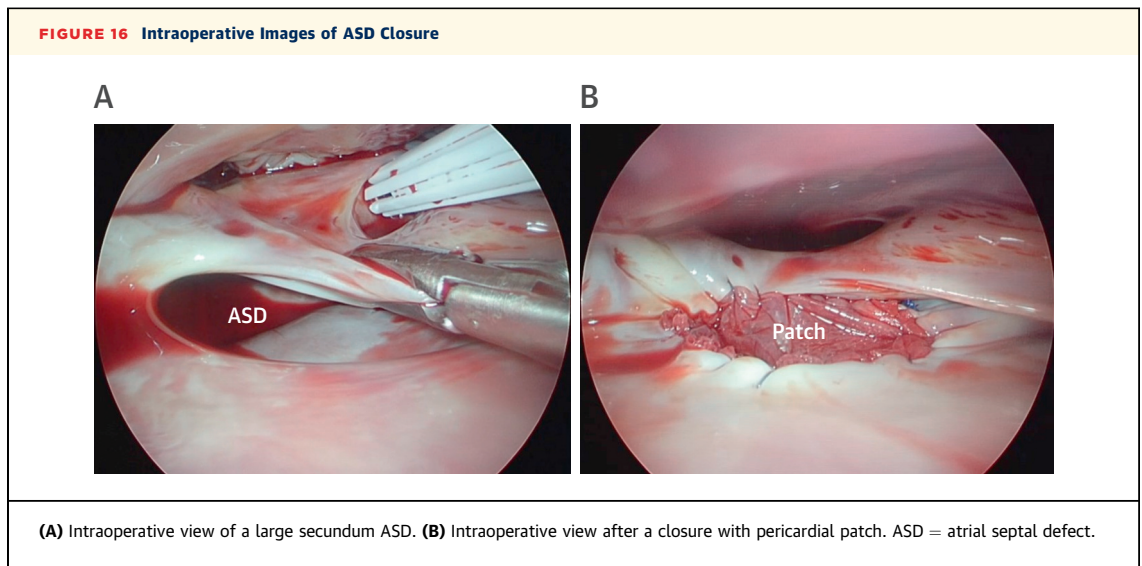 FIGURE 16 Intraoperative Images of ASD Closure
A
B
ASD
Patch
(A) Intraoperative view of a large secundum ASD. (B) Intraoperative view after a closure with pericardial patch. ASD = atrial septal defect.